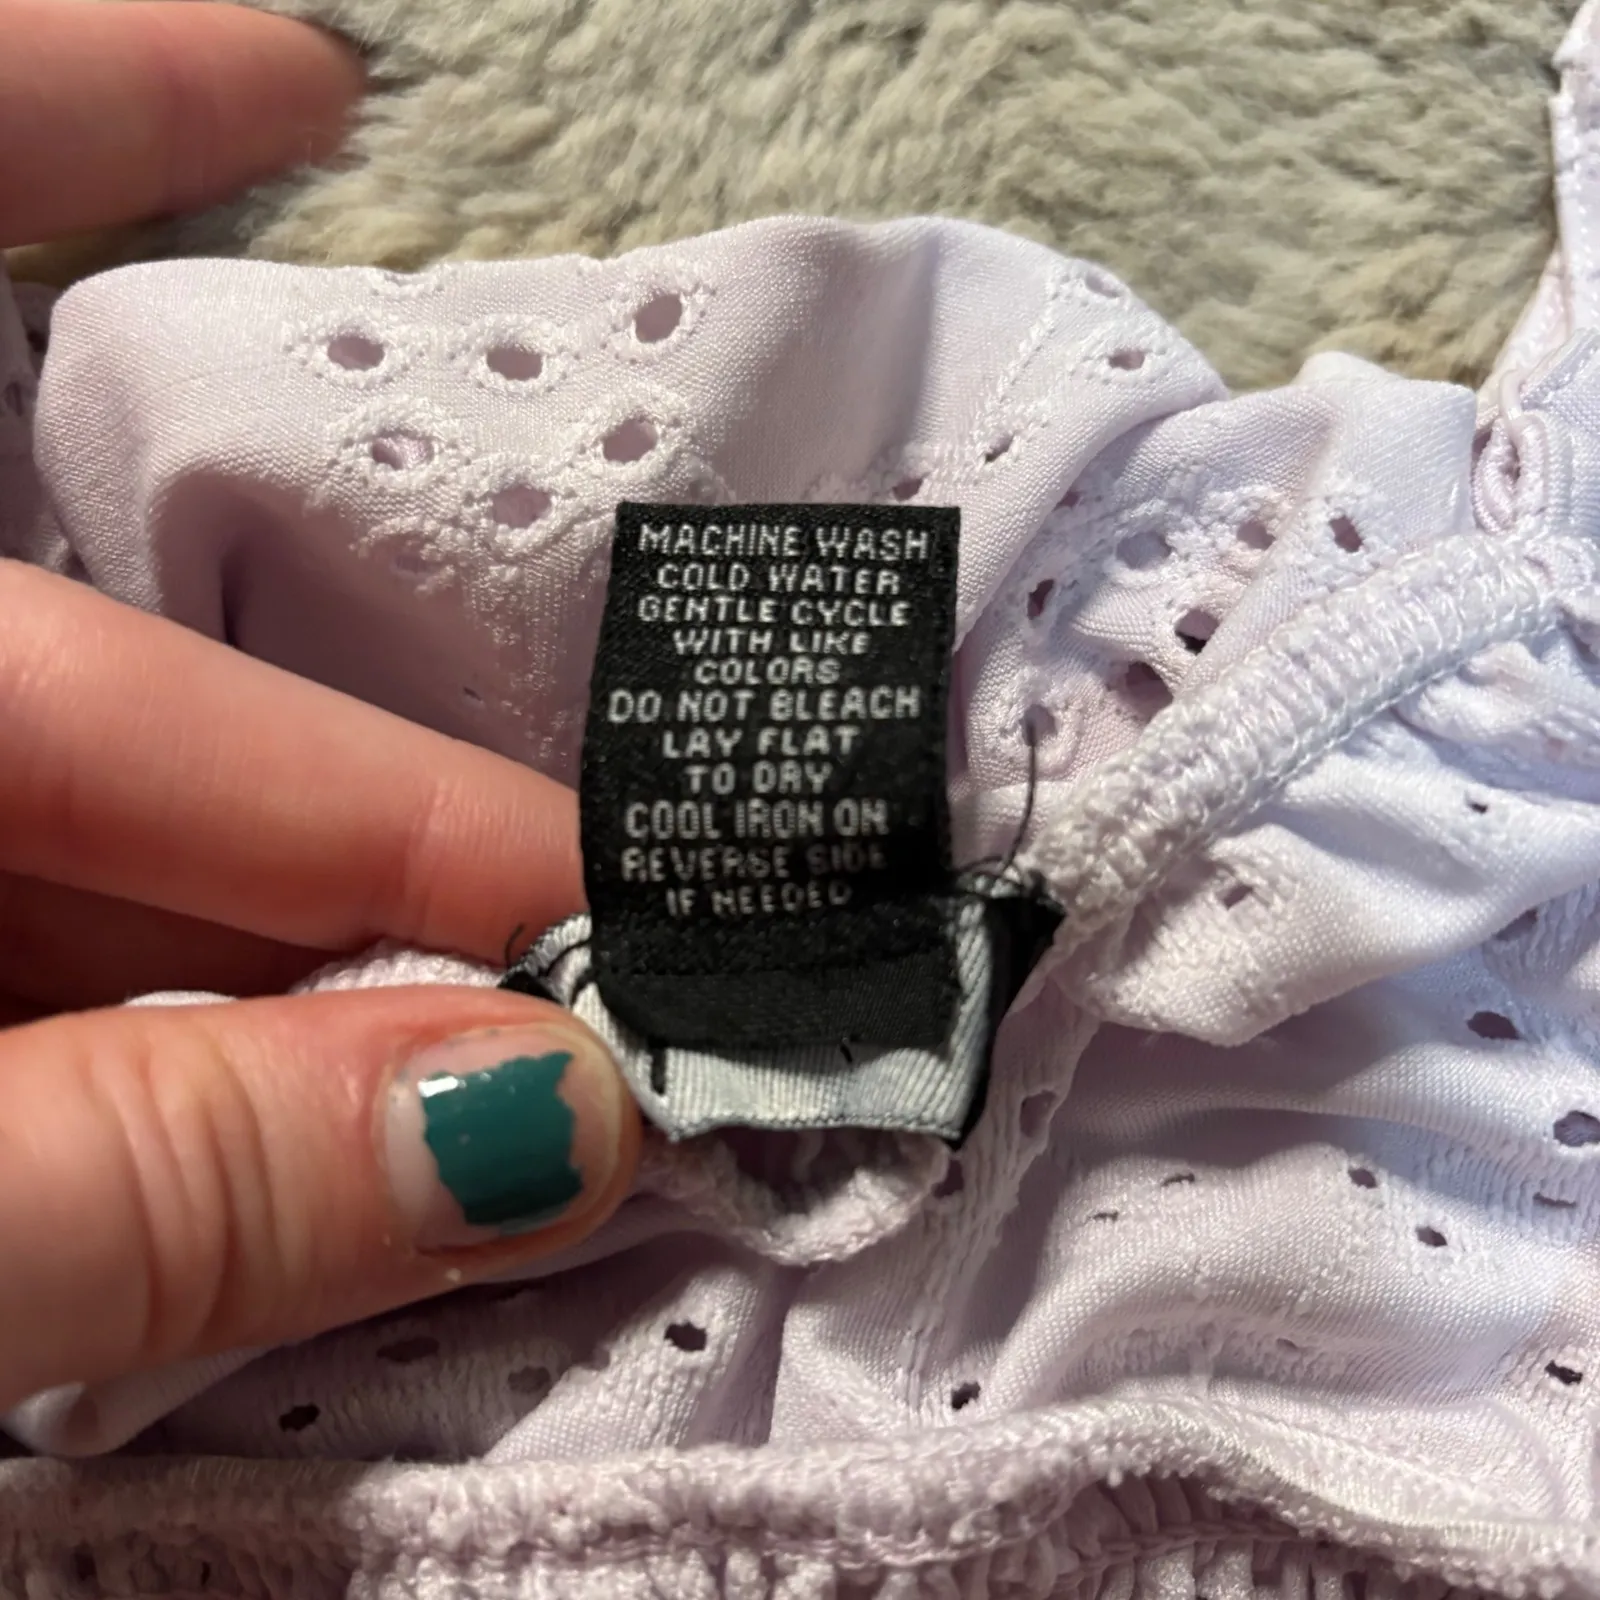 MACHINE WASH
COLD WATER
GENTLE CYCLE
WITH LIKE
COLORS
DO NOT BLEACH
LAY FLAT
TO DRY
COOL IRON ON
REVERSE SIDE
IF NEEDED